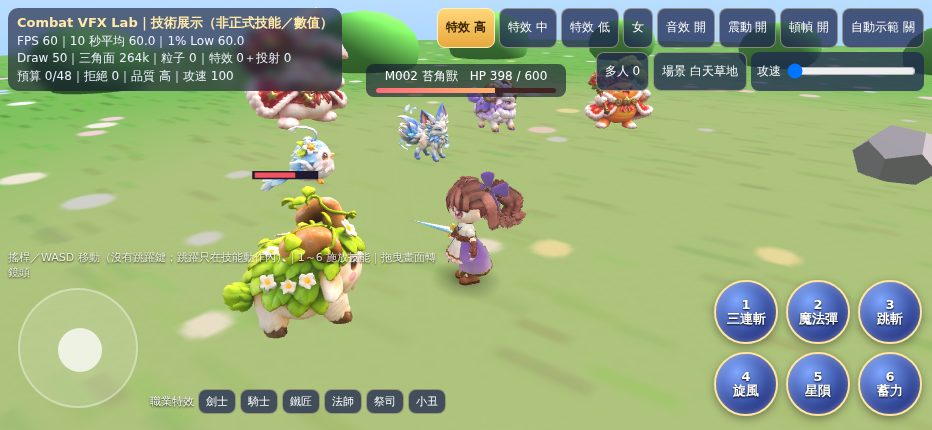 Combat VFX Lab｜技術展示（非正式技能／數值）
FPS 60｜10 秒平均 60.0｜1% Low 60.0
Draw 50｜三角面 264k｜粒子 0｜特效 0＋投射 0
預算 0/48｜拒絕 0｜品質 高｜攻速 100
特效 高
特效 中
特效 低
女
音效 開
震動 開
頓幀 開
自動示範 關
多人 0
場景 白天草地
攻速
M002 苔角獸 HP 398 / 600
搖桿／WASD 移動（沒有跳躍鍵；跳躍只在技能動作內）｜1~6 施放技能｜拖曳畫面轉
鏡頭
1
三連斬
2
魔法彈
3
跳斬
4
旋風
5
星隕
6
蓄力
職業特效
劍士
騎士
鐵匠
法師
祭司
小丑